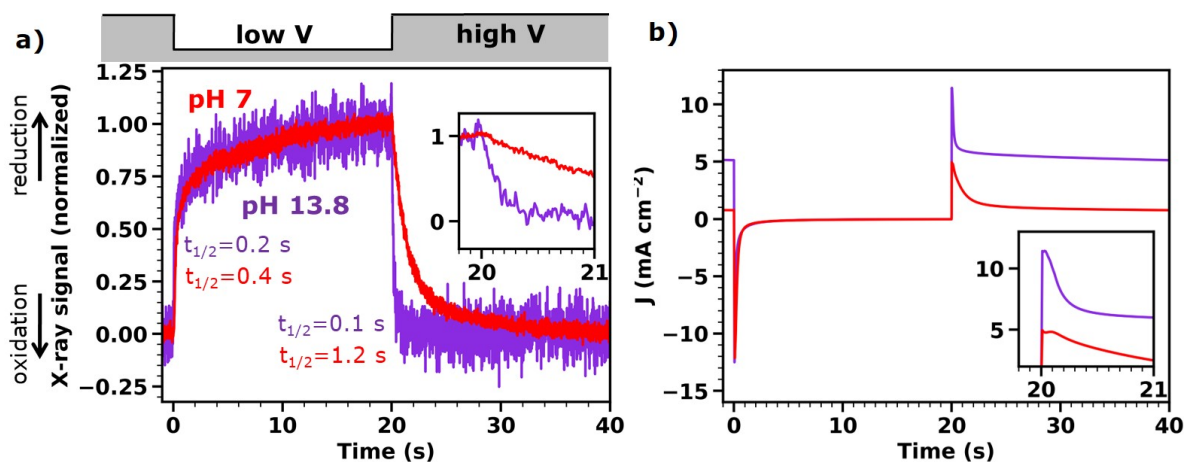 a)
low V
high V
b)
reduction
oxidation
X-ray signal (normalized)
1.25
1.00
0.75
0.50
0.25
0.00
−0.25
pH 7
pH 13.8
t1/2=0.2 s
t1/2=0.4 s
t1/2=0.1 s
t1/2=1.2 s
1
0
20
21
0
10
20
30
40
Time (s)
J (mA cm−2)
10
5
0
−5
−10
−15
10
5
20
21
0
10
20
30
40
Time (s)